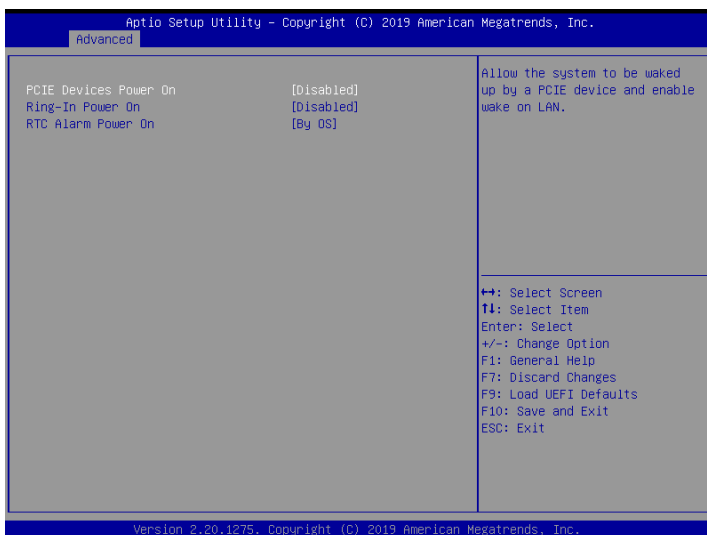 Aptio Setup Utility – Copyright (C) 2019 American Megatrends, Inc.
Advanced
PCIE Devices Power On [Disabled]
Ring-In Power On [Disabled]
RTC Alarm Power On [By OS]
Allow the system to be waked
up by a PCIE device and enable
wake on LAN.
↔: Select Screen
↑↓: Select Item
Enter: Select
+/-: Change Option
F1: General Help
F7: Discard Changes
F9: Load UEFI Defaults
F10: Save and Exit
ESC: Exit
Version 2.20.1275. Copyright (C) 2019 American Megatrends, Inc.